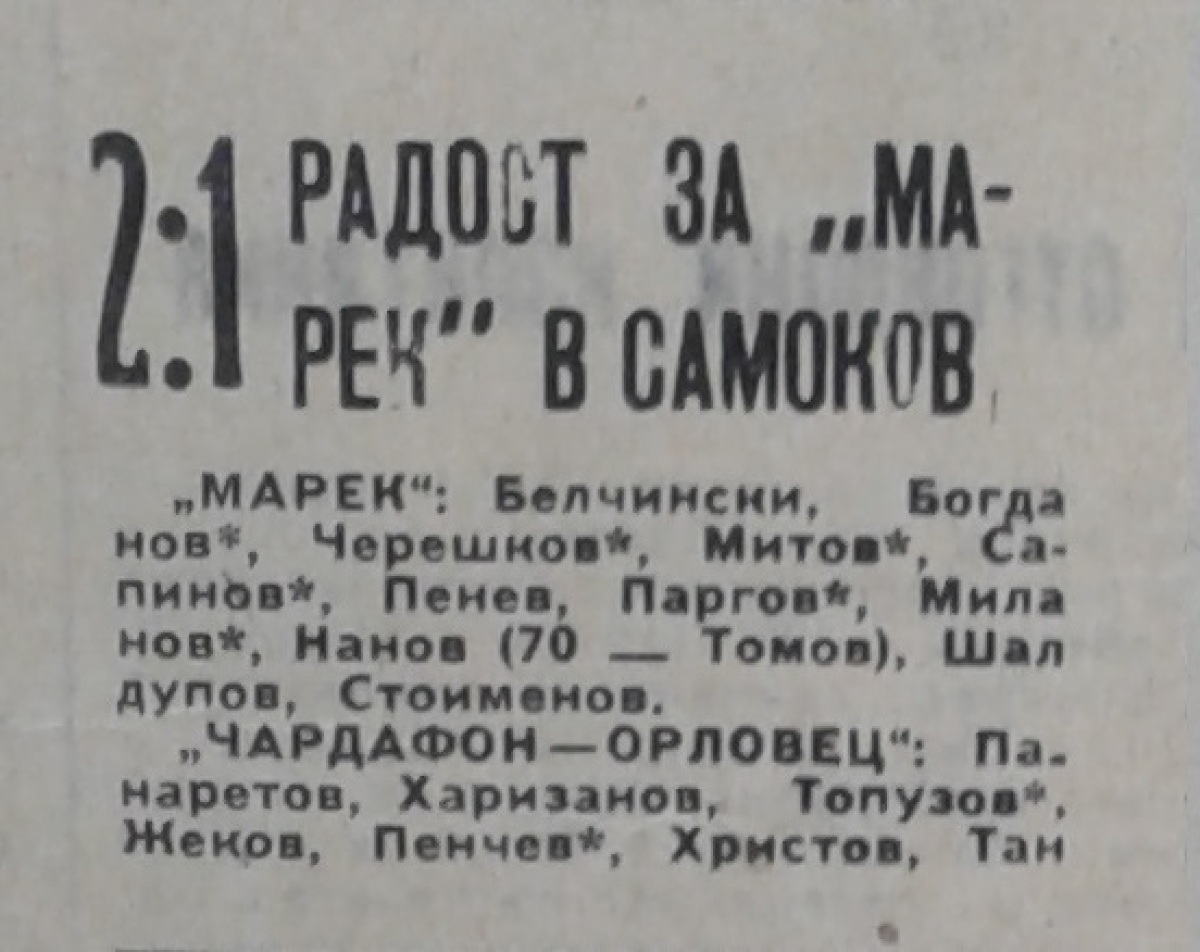 2:1 РАДОСТ ЗА „МА-
РЕК" В САМОКОВ
„МАРЕК": Белчински, Богда
нов*, Черешков*, Митов*, Са-
пинов*, Пенев, Паргов*, Мила
нов*, Нанов (70 — Томов), Шал
дупов, Стоименов.
„ЧАРДАФОН—ОРЛОВЕЦ": Па-
наретов, Харизанов, Топузов*,
Жеков, Пенчев*, Христов, Тан